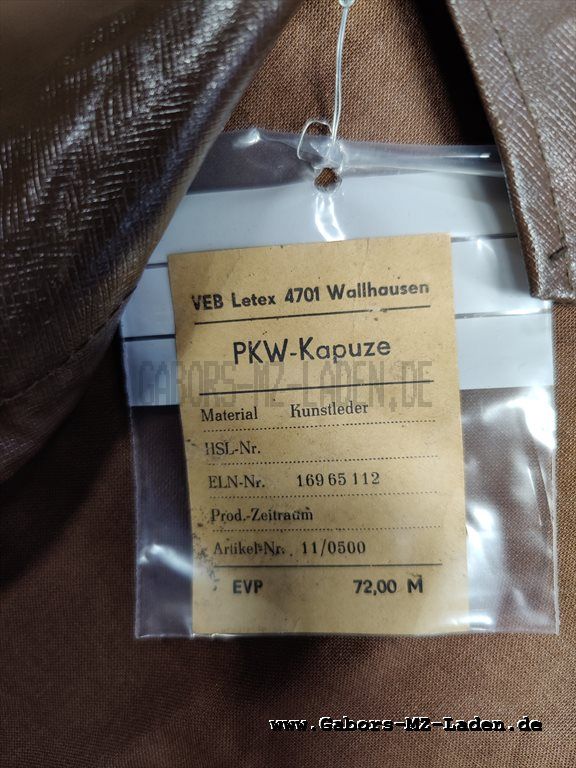 VEB Letex 4701 Wallhausen
PKW-Kapuze
GABORS-MZ-LADEN.DE
Material Kunstleder
HSL-Nr.
ELN-Nr. 169 65 112
Prod.-Zeitraum
Artikel-Nr. 11/0500
EVP 72,00 M
www.Gabors-MZ-Laden.de